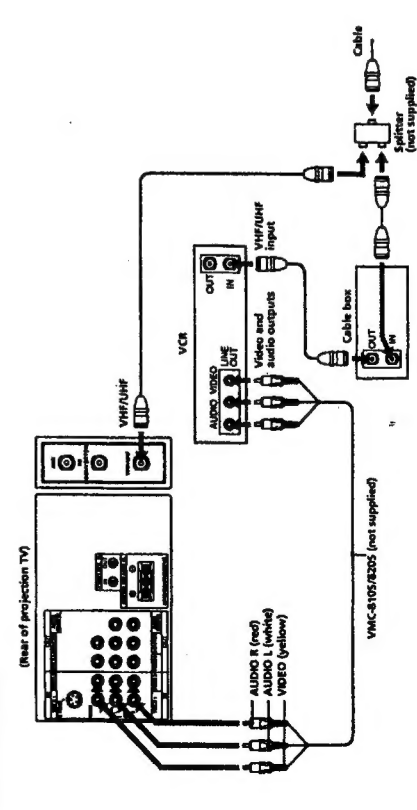 (Rear of projection TV)
VHF/UHF
VCR
AUDIO VIDEO
LINE
OUT
OUT
IN
Video and
audio outputs
VHF/UHF
input
Cable box
OUT
IN
Cable
Splitter
(not supplied)
AUDIO R (red)
AUDIO L (white)
VIDEO (yellow)
VMC-810S/820S (not supplied)